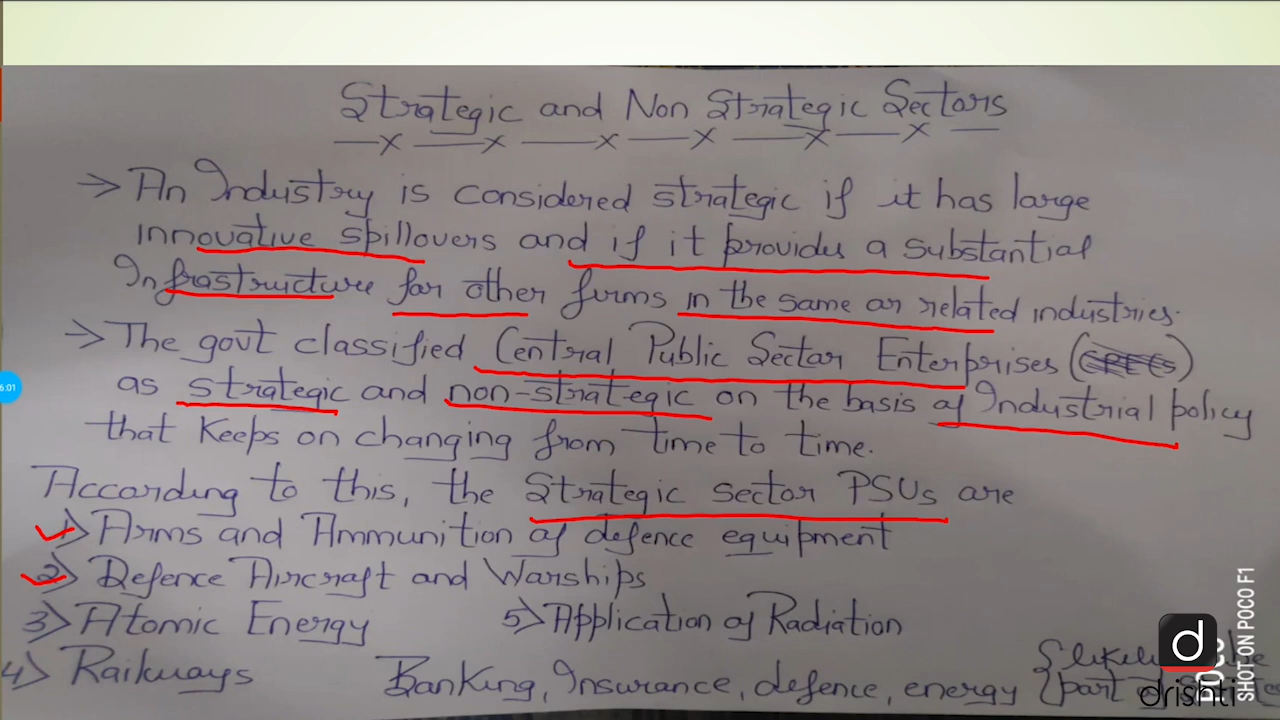 Strategic and Non Strategic Sectors
→ An Industry is considered strategic if it has large
innovative spillovers and if it provides a substantial
Infrastructure for other firms in the same or related industries.
→ The govt classified Central Public Sector Enterprises ( )
as strategic and non-strategic on the basis of Industrial policy
that keeps on changing from time to time.
According to this, the Strategic sector PSUs are
1> Arms and Ammunition of defence equipment
2> Defence Aircraft and Warships
3> Atomic Energy 5> Application of Radiation
4> Railways
Banking, Insurance, defence, energy { likely be
part
6:01
d
drishti
SHOT ON POCO F1